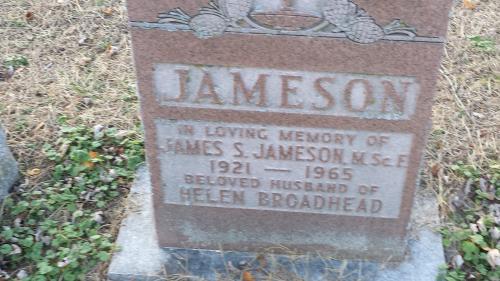 JAMESON
IN LOVING MEMORY OF
JAMES S. JAMESON, M.Sc.F.
1921 — 1965
BELOVED HUSBAND OF
HELEN BROADHEAD